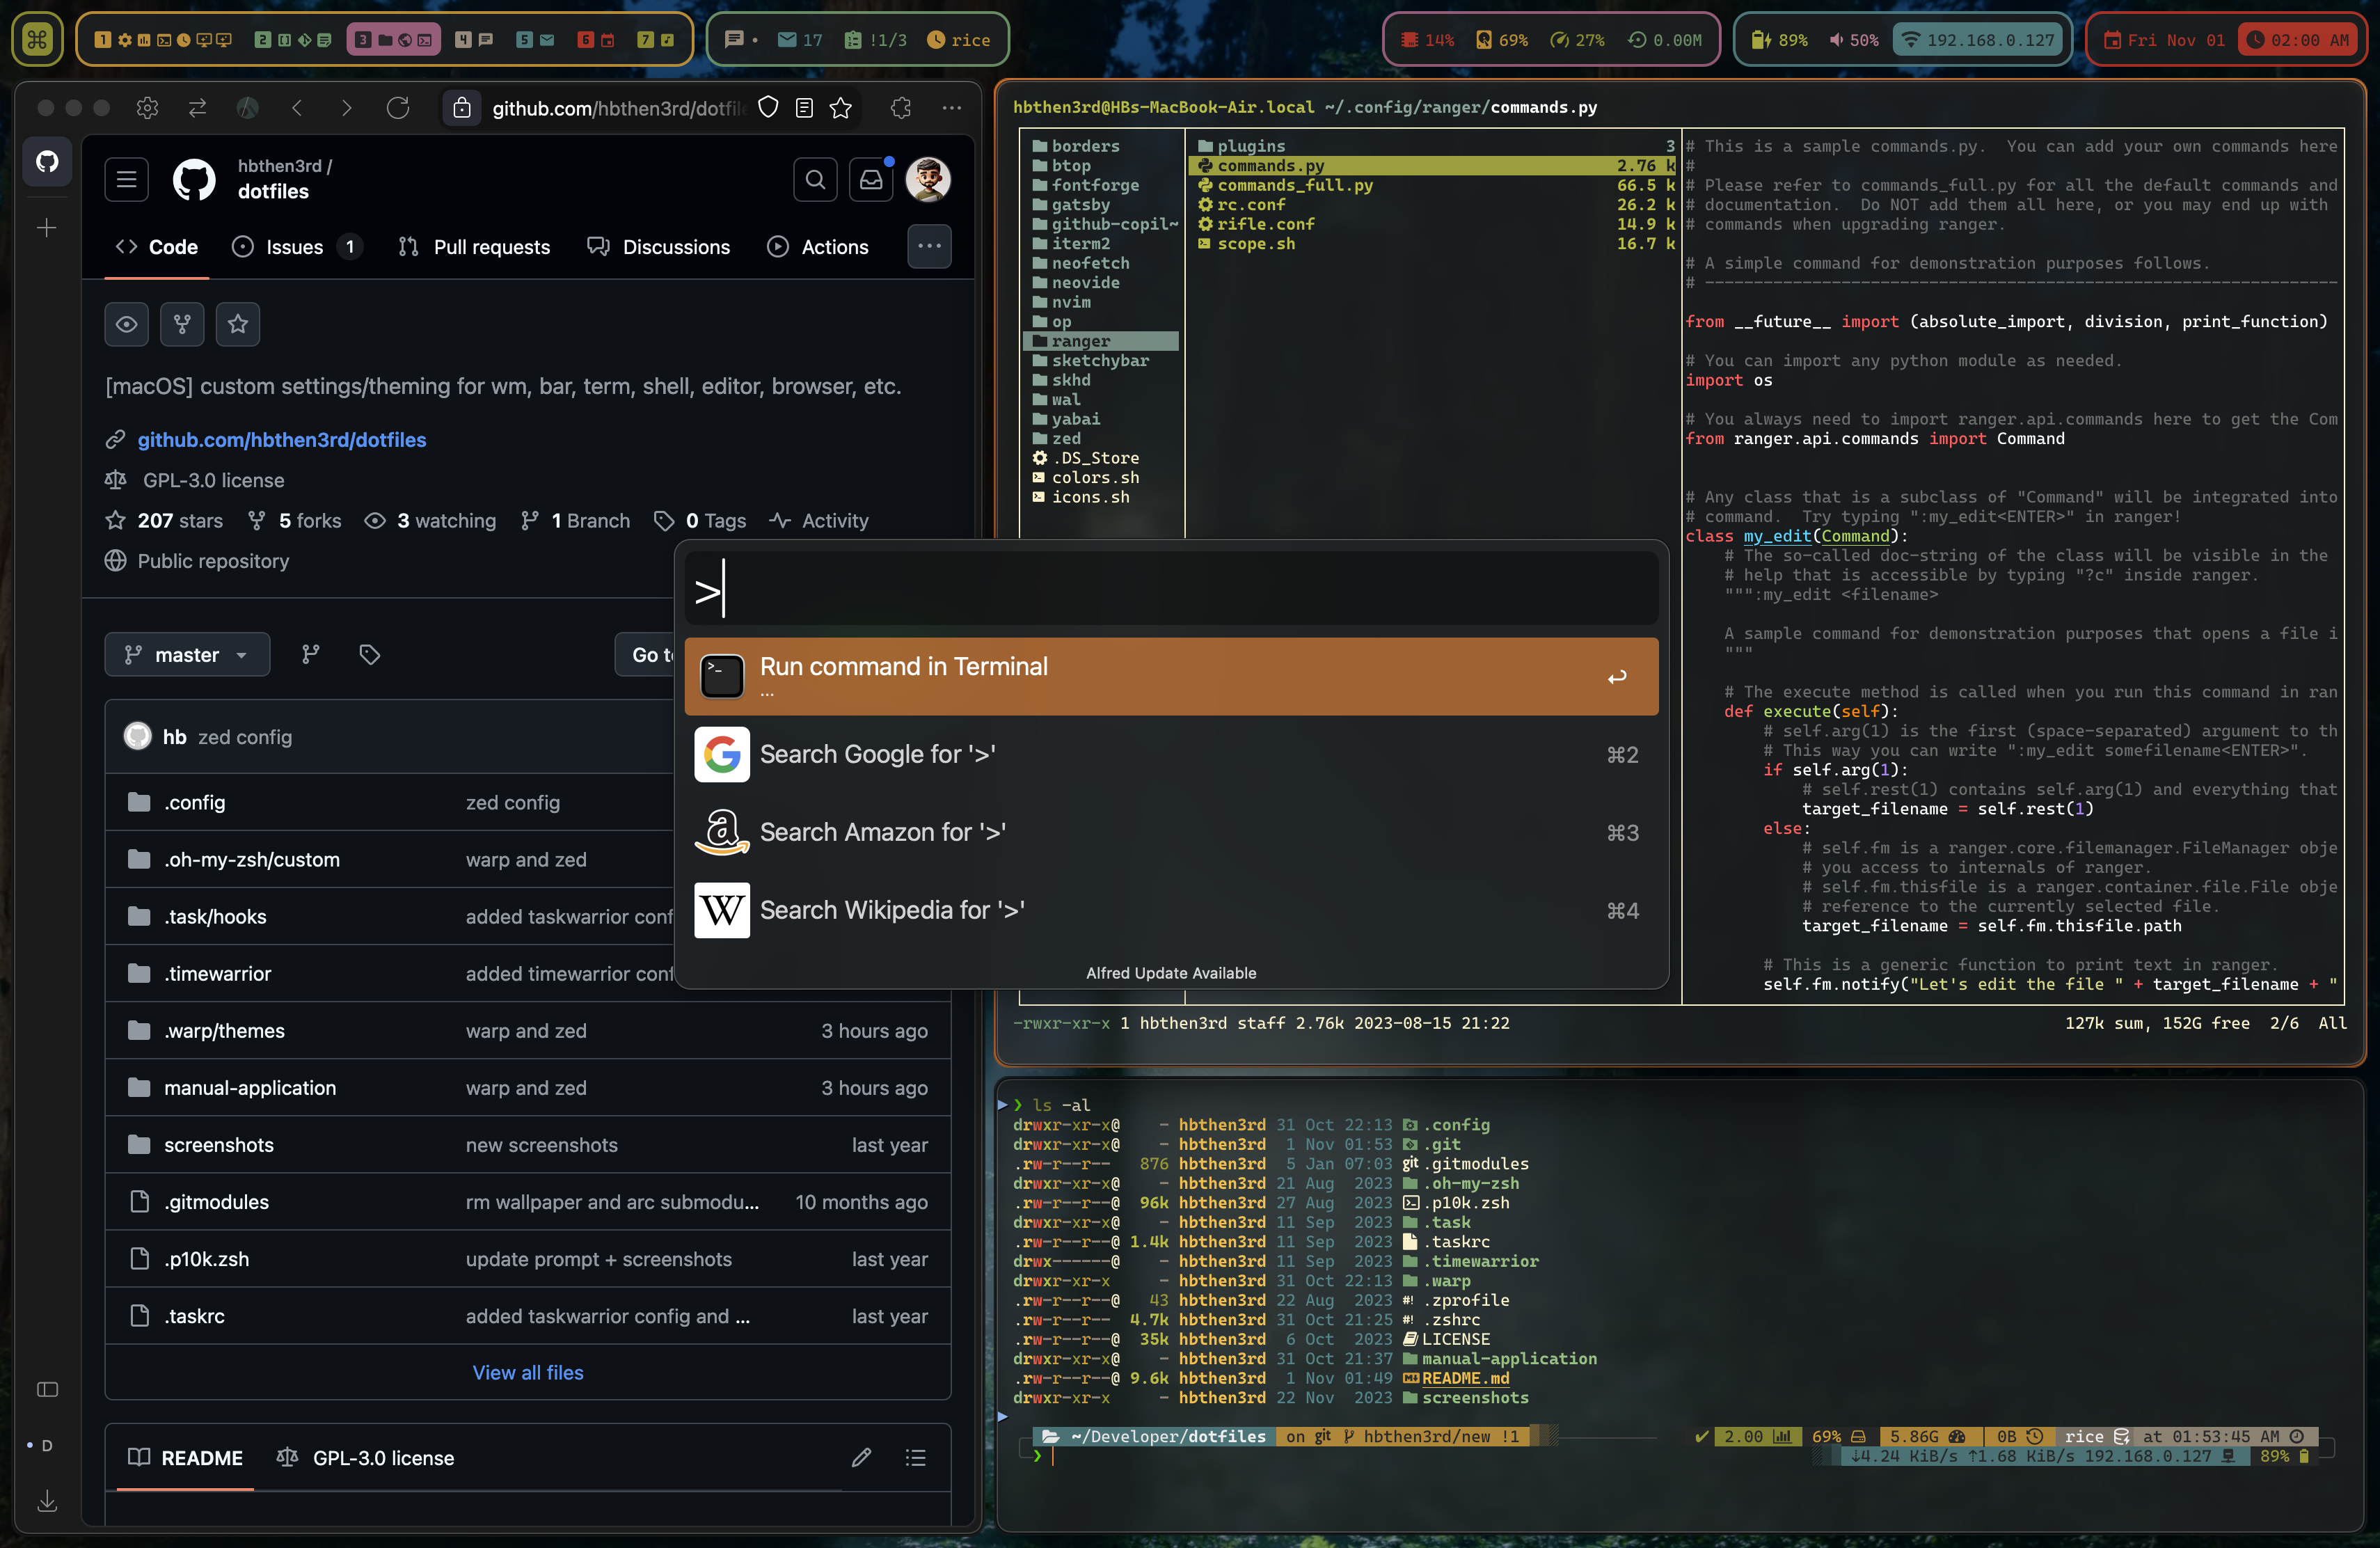 1 2 3 4 5 6 7 17 !1/3 rice 14% 69% 27% 0.00M 89% 50% 192.168.0.127 Fri Nov 01 02:00 AM
github.com/hbthen3rd/dotfile
hbthen3rd /
dotfiles
Code Issues 1 Pull requests Discussions Actions
[macOS] custom settings/theming for wm, bar, term, shell, editor, browser, etc.
github.com/hbthen3rd/dotfiles
GPL-3.0 license
207 stars 5 forks 3 watching 1 Branch 0 Tags Activity
Public repository
master Go to
hb zed config
.config zed config
.oh-my-zsh/custom warp and zed
.task/hooks added taskwarrior conf
.timewarrior added timewarrior conf
.warp/themes warp and zed 3 hours ago
manual-application warp and zed 3 hours ago
screenshots new screenshots last year
.gitmodules rm wallpaper and arc submodu... 10 months ago
.p10k.zsh update prompt + screenshots last year
.taskrc added taskwarrior config and ... last year
View all files
README GPL-3.0 license
D
>
>_ Run command in Terminal
...
Search Google for '>' ⌘2
Search Amazon for '>' ⌘3
W Search Wikipedia for '>' ⌘4
Alfred Update Available
hbthen3rd@HBs-MacBook-Air.local ~/.config/ranger/commands.py
borders
btop
fontforge
gatsby
github-copil~
iterm2
neofetch
neovide
nvim
op
ranger
sketchybar
skhd
wal
yabai
zed
.DS_Store
colors.sh
icons.sh
plugins 3
commands.py 2.76 k
commands_full.py 66.5 k
rc.conf 26.2 k
rifle.conf 14.9 k
scope.sh 16.7 k
# This is a sample commands.py.  You can add your own commands here
#
# Please refer to commands_full.py for all the default commands and
# documentation.  Do NOT add them all here, or you may end up with
# commands when upgrading ranger.
# A simple command for demonstration purposes follows.
# -----------------------------------------------------------------
from __future__ import (absolute_import, division, print_function)
# You can import any python module as needed.
import os
# You always need to import ranger.api.commands here to get the Com
from ranger.api.commands import Command
# Any class that is a subclass of "Command" will be integrated into
# command.  Try typing ":my_edit<ENTER>" in ranger!
class my_edit(Command):
# The so-called doc-string of the class will be visible in the
# help that is accessible by typing "?c" inside ranger.
""":my_edit <filename>
A sample command for demonstration purposes that opens a file i
"""
# The execute method is called when you run this command in ran
def execute(self):
# self.arg(1) is the first (space-separated) argument to th
# This way you can write ":my_edit somefilename<ENTER>".
if self.arg(1):
# self.rest(1) contains self.arg(1) and everything that
target_filename = self.rest(1)
else:
# self.fm is a ranger.core.filemanager.FileManager obje
# you access to internals of ranger.
# self.fm.thisfile is a ranger.container.file.File obje
# reference to the currently selected file.
target_filename = self.fm.thisfile.path
# This is a generic function to print text in ranger.
self.fm.notify("Let's edit the file " + target_filename + "
-rwxr-xr-x 1 hbthen3rd staff 2.76k 2023-08-15 21:22 127k sum, 152G free 2/6 All
❯ ls -al
drwxr-xr-x@ - hbthen3rd 31 Oct 22:13 .config
drwxr-xr-x@ - hbthen3rd 1 Nov 01:53 .git
.rw-r--r-- 876 hbthen3rd 5 Jan 07:03 git .gitmodules
drwxr-xr-x@ - hbthen3rd 21 Aug 2023 .oh-my-zsh
.rw-r--r--@ 96k hbthen3rd 27 Aug 2023 .p10k.zsh
drwxr-xr-x@ - hbthen3rd 11 Sep 2023 .task
.rw-r--r--@ 1.4k hbthen3rd 11 Sep 2023 .taskrc
drwx------@ - hbthen3rd 11 Sep 2023 .timewarrior
drwxr-xr-x - hbthen3rd 31 Oct 22:13 .warp
.rw-r--r--@ 43 hbthen3rd 22 Aug 2023 #! .zprofile
.rw-r--r-- 4.7k hbthen3rd 31 Oct 21:25 #! .zshrc
.rw-r--r--@ 35k hbthen3rd 6 Oct 2023 LICENSE
drwxr-xr-x@ - hbthen3rd 31 Oct 21:37 manual-application
.rw-r--r--@ 9.6k hbthen3rd 1 Nov 01:49 README.md
drwxr-xr-x - hbthen3rd 22 Nov 2023 screenshots
~/Developer/dotfiles on git hbthen3rd/new !1 ✔ 2.00 69% 5.86G 0B rice at 01:53:45 AM
❯ ↓4.24 KiB/s ↑1.68 KiB/s 192.168.0.127 89%